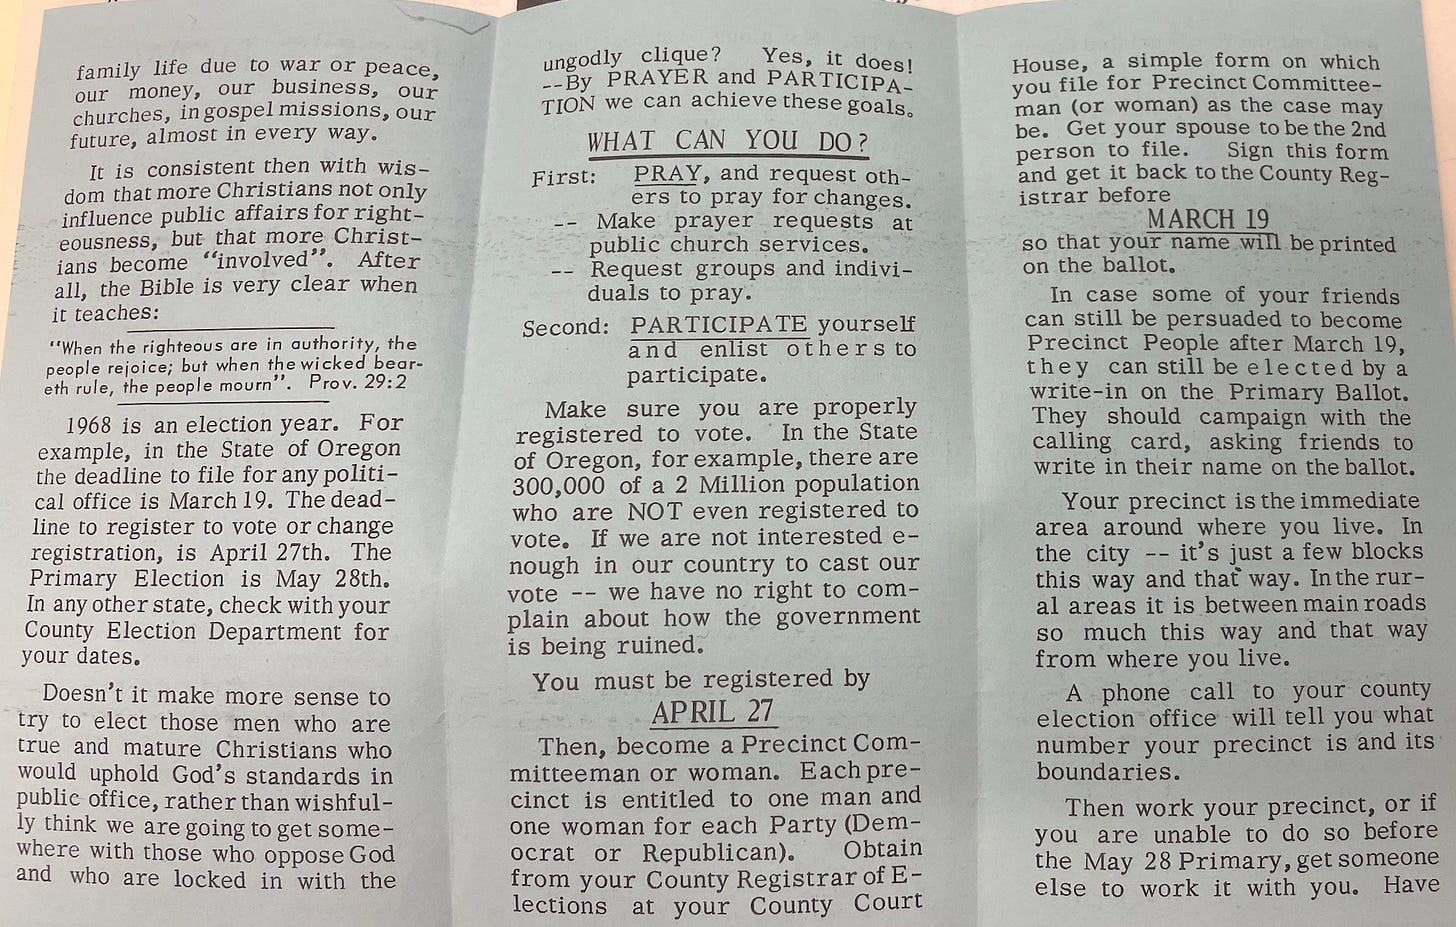 family life due to war or peace,
our money, our business, our
churches, in gospel missions, our
future, almost in every way.
It is consistent then with wis-
dom that more Christians not only
influence public affairs for right-
eousness, but that more Christ-
ians become "involved". After
all, the Bible is very clear when
it teaches:
"When the righteous are in authority, the
people rejoice; but when the wicked bear-
eth rule, the people mourn". Prov. 29:2
1968 is an election year. For
example, in the State of Oregon
the deadline to file for any politi-
cal office is March 19. The dead-
line to register to vote or change
registration, is April 27th. The
Primary Election is May 28th.
In any other state, check with your
County Election Department for
your dates.
Doesn't it make more sense to
try to elect those men who are
true and mature Christians who
would uphold God's standards in
public office, rather than wishful-
ly think we are going to get some-
where with those who oppose God
and who are locked in with the
ungodly clique? Yes, it does!
--By PRAYER and PARTICIPA-
TION we can achieve these goals.
WHAT CAN YOU DO?
First: PRAY, and request oth-
ers to pray for changes.
-- Make prayer requests at
public church services.
-- Request groups and indivi-
duals to pray.
Second: PARTICIPATE yourself
and enlist others to
participate.
Make sure you are properly
registered to vote. In the State
of Oregon, for example, there are
300,000 of a 2 Million population
who are NOT even registered to
vote. If we are not interested e-
nough in our country to cast our
vote -- we have no right to com-
plain about how the government
is being ruined.
You must be registered by
APRIL 27
Then, become a Precinct Com-
mitteeman or woman. Each pre-
cinct is entitled to one man and
one woman for each Party (Dem-
ocrat or Republican). Obtain
from your County Registrar of E-
lections at your County Court
House, a simple form on which
you file for Precinct Committee-
man (or woman) as the case may
be. Get your spouse to be the 2nd
person to file. Sign this form
and get it back to the County Reg-
istrar before
MARCH 19
so that your name will be printed
on the ballot.
In case some of your friends
can still be persuaded to become
Precinct People after March 19,
they can still be elected by a
write-in on the Primary Ballot.
They should campaign with the
calling card, asking friends to
write in their name on the ballot.
Your precinct is the immediate
area around where you live. In
the city -- it's just a few blocks
this way and that way. In the rur-
al areas it is between main roads
so much this way and that way
from where you live.
A phone call to your county
election office will tell you what
number your precinct is and its
boundaries.
Then work your precinct, or if
you are unable to do so before
the May 28 Primary, get someone
else to work it with you. Have